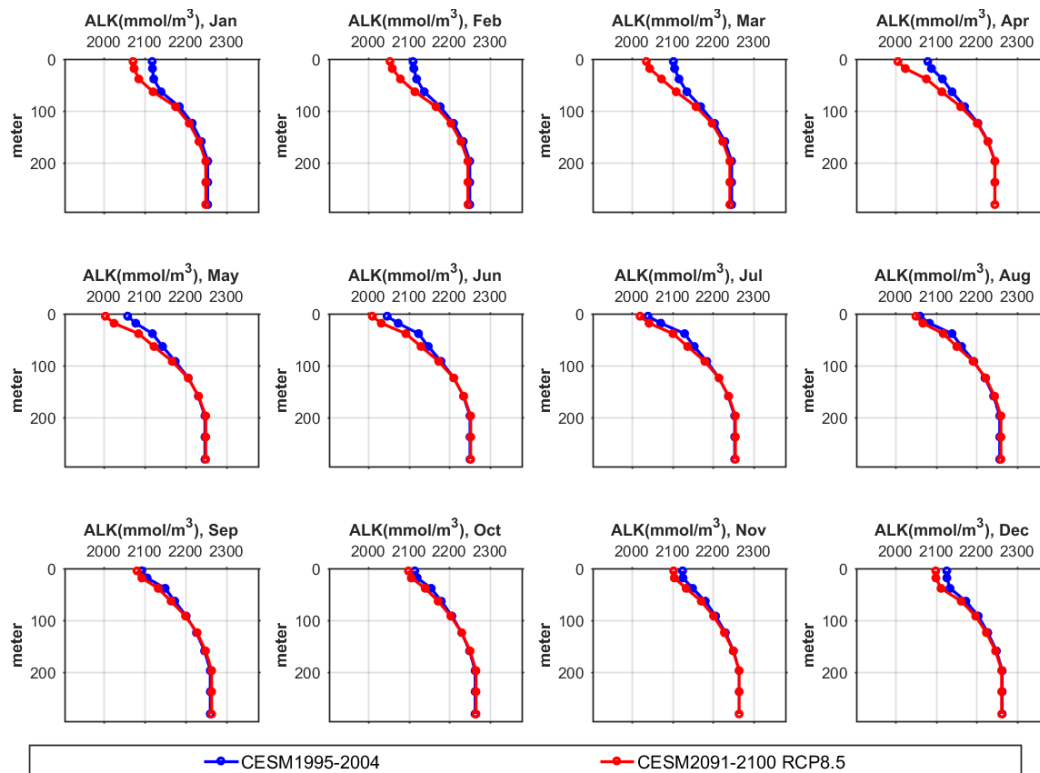 ALK(mmol/m³), Jan
ALK(mmol/m³), Feb
ALK(mmol/m³), Mar
ALK(mmol/m³), Apr
2000 2100 2200 2300
2000 2100 2200 2300
2000 2100 2200 2300
2000 2100 2200 2300
0
100
200
meter
0
100
200
meter
0
100
200
meter
0
100
200
meter
ALK(mmol/m³), May
ALK(mmol/m³), Jun
ALK(mmol/m³), Jul
ALK(mmol/m³), Aug
2000 2100 2200 2300
2000 2100 2200 2300
2000 2100 2200 2300
2000 2100 2200 2300
0
100
200
meter
0
100
200
meter
0
100
200
meter
0
100
200
meter
ALK(mmol/m³), Sep
ALK(mmol/m³), Oct
ALK(mmol/m³), Nov
ALK(mmol/m³), Dec
2000 2100 2200 2300
2000 2100 2200 2300
2000 2100 2200 2300
2000 2100 2200 2300
0
100
200
meter
0
100
200
meter
0
100
200
meter
0
100
200
meter
CESM1995-2004
CESM2091-2100 RCP8.5